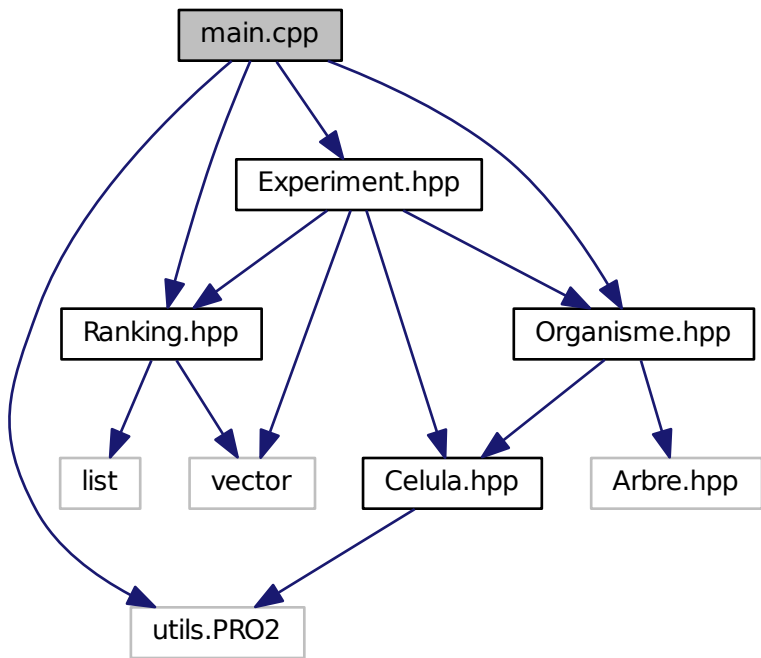 main.cpp
Experiment.hpp
Ranking.hpp
Organisme.hpp
list
vector
Celula.hpp
Arbre.hpp
utils.PRO2